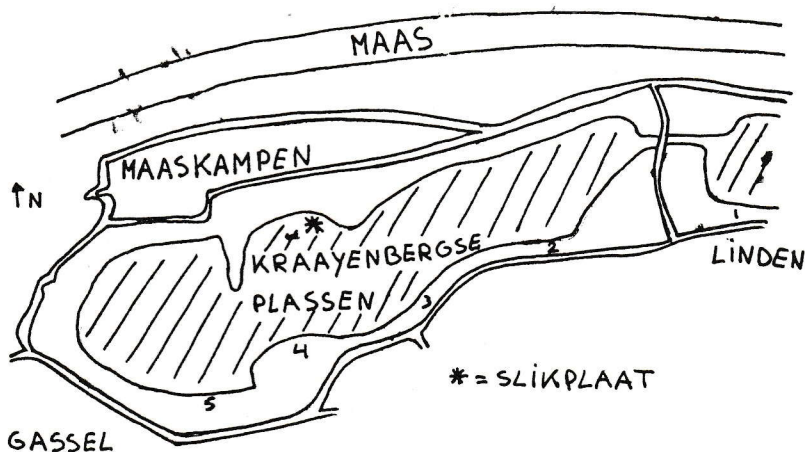 MAAS
MAASKAMPEN
↑N
*
KRAAYENBERGSE
PLASSEN
1
LINDEN
2
3
4
* = SLIKPLAAT
5
GASSEL